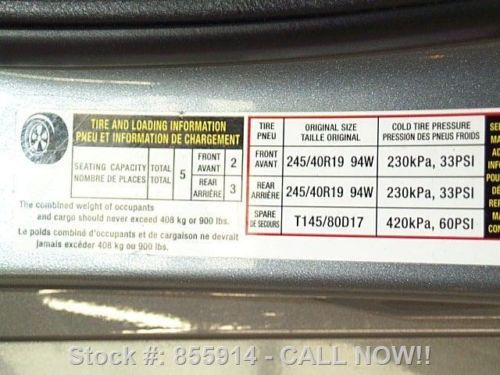 TIRE AND LOADING INFORMATION
PNEU ET INFORMATION DE CHARGEMENT
SEATING CAPACITY TOTAL 5 FRONT AVANT 2
NOMBRE DE PLACES TOTAL REAR ARRIÈRE 3
The combined weight of occupants
and cargo should never exceed 408 kg or 900 lbs.
Le poids combiné d'occupants et de cargaison ne devrait
jamais excéder 408 kg ou 900 lbs.
TIRE PNEU
ORIGINAL SIZE
TAILLE ORIGINAL
COLD TIRE PRESSURE
PRESSION DES PNEUS FROIDS
FRONT AVANT 245/40R19 94W 230kPa, 33PSI
REAR ARRIÈRE 245/40R19 94W 230kPa, 33PSI
SPARE DE SECOURS T145/80D17 420kPa, 60PSI
Stock #: 855914 - CALL NOW!!